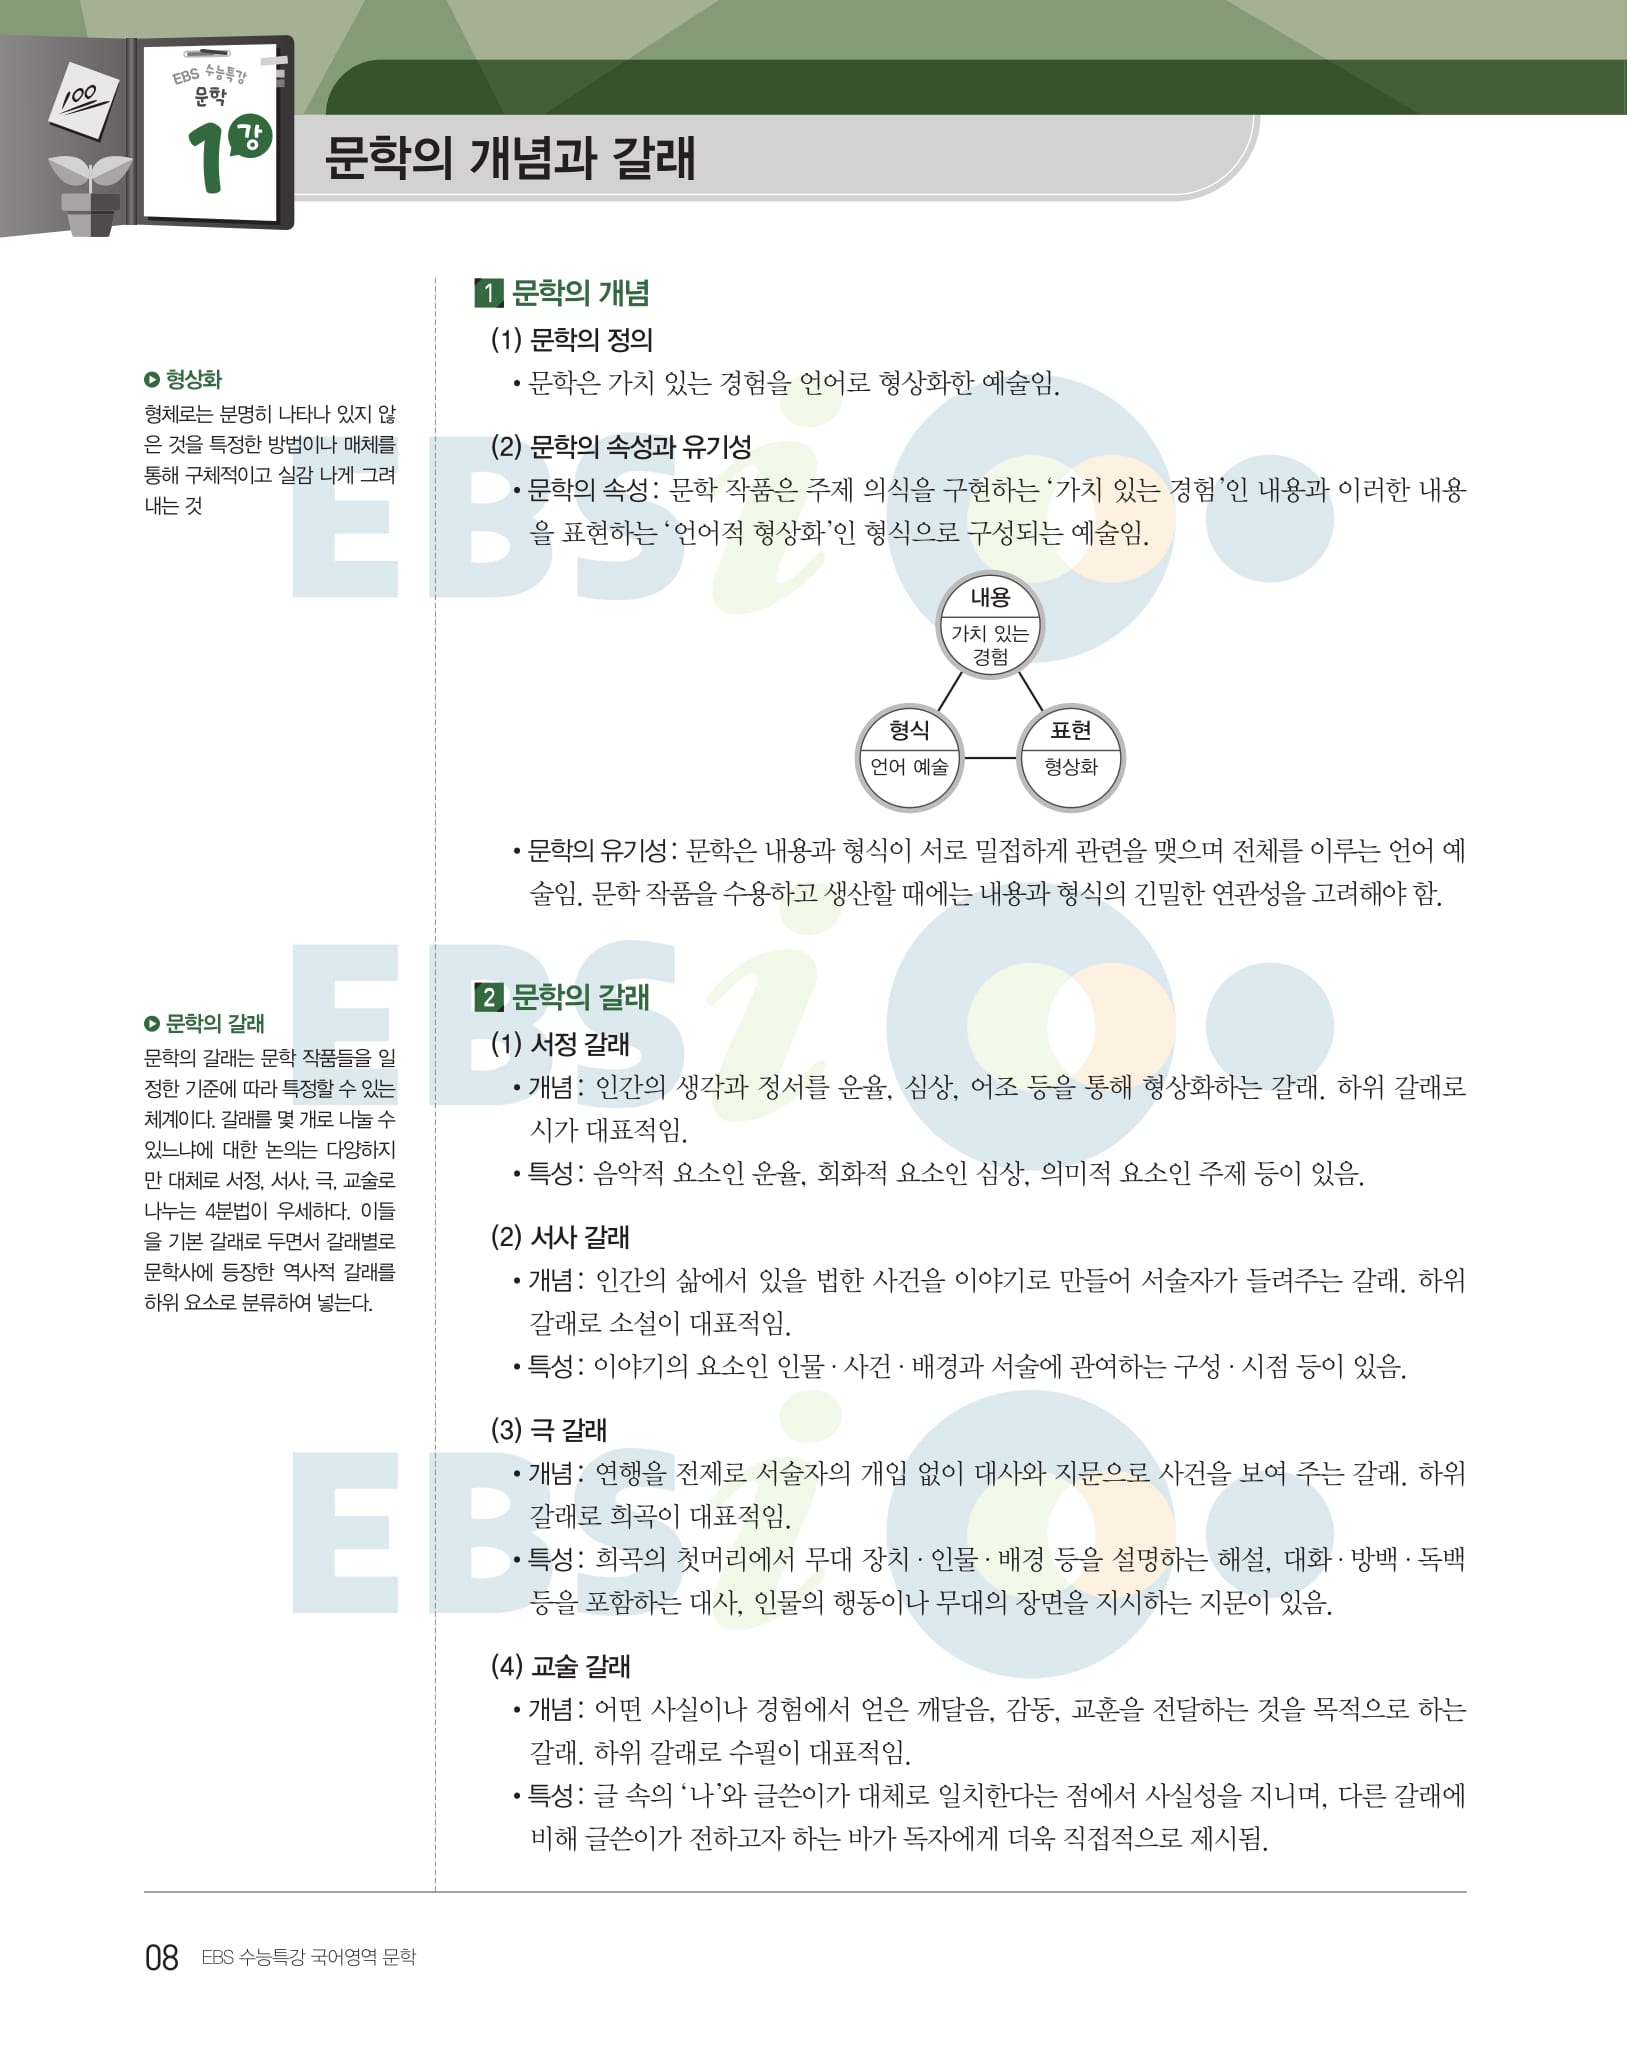 100
EBS 수능특강
문학
1강
문학의 개념과 갈래
형상화
형체로는 분명히 나타나 있지 않
은 것을 특정한 방법이나 매체를
통해 구체적이고 실감 나게 그려
내는 것
1 문학의 개념
(1) 문학의 정의
• 문학은 가치 있는 경험을 언어로 형상화한 예술임.
(2) 문학의 속성과 유기성
• 문학의 속성: 문학 작품은 주제 의식을 구현하는 ‘가치 있는 경험’인 내용과 이러한 내용
을 표현하는 ‘언어적 형상화’인 형식으로 구성되는 예술임.
내용
가치 있는
경험
형식
언어 예술
표현
형상화
• 문학의 유기성: 문학은 내용과 형식이 서로 밀접하게 관련을 맺으며 전체를 이루는 언어 예
술임. 문학 작품을 수용하고 생산할 때에는 내용과 형식의 긴밀한 연관성을 고려해야 함.
문학의 갈래
문학의 갈래는 문학 작품들을 일
정한 기준에 따라 특정할 수 있는
체계이다. 갈래를 몇 개로 나눌 수
있느냐에 대한 논의는 다양하지
만 대체로 서정, 서사, 극, 교술로
나누는 4분법이 우세하다. 이들
을 기본 갈래로 두면서 갈래별로
문학사에 등장한 역사적 갈래를
하위 요소로 분류하여 넣는다.
2 문학의 갈래
(1) 서정 갈래
• 개념: 인간의 생각과 정서를 운율, 심상, 어조 등을 통해 형상화하는 갈래. 하위 갈래로
시가 대표적임.
• 특성: 음악적 요소인 운율, 회화적 요소인 심상, 의미적 요소인 주제 등이 있음.
(2) 서사 갈래
• 개념: 인간의 삶에서 있을 법한 사건을 이야기로 만들어 서술자가 들려주는 갈래. 하위
갈래로 소설이 대표적임.
• 특성: 이야기의 요소인 인물·사건·배경과 서술에 관여하는 구성·시점 등이 있음.
(3) 극 갈래
• 개념: 연행을 전제로 서술자의 개입 없이 대사와 지문으로 사건을 보여 주는 갈래. 하위
갈래로 희곡이 대표적임.
• 특성: 희곡의 첫머리에서 무대 장치·인물·배경 등을 설명하는 해설, 대화·방백·독백
등을 포함하는 대사, 인물의 행동이나 무대의 장면을 지시하는 지문이 있음.
(4) 교술 갈래
• 개념: 어떤 사실이나 경험에서 얻은 깨달음, 감동, 교훈을 전달하는 것을 목적으로 하는
갈래. 하위 갈래로 수필이 대표적임.
• 특성: 글 속의 ‘나’와 글쓴이가 대체로 일치한다는 점에서 사실성을 지니며, 다른 갈래에
비해 글쓴이가 전하고자 하는 바가 독자에게 더욱 직접적으로 제시됨.
EBSi
EBSi
EBSi
08 EBS 수능특강 국어영역 문학